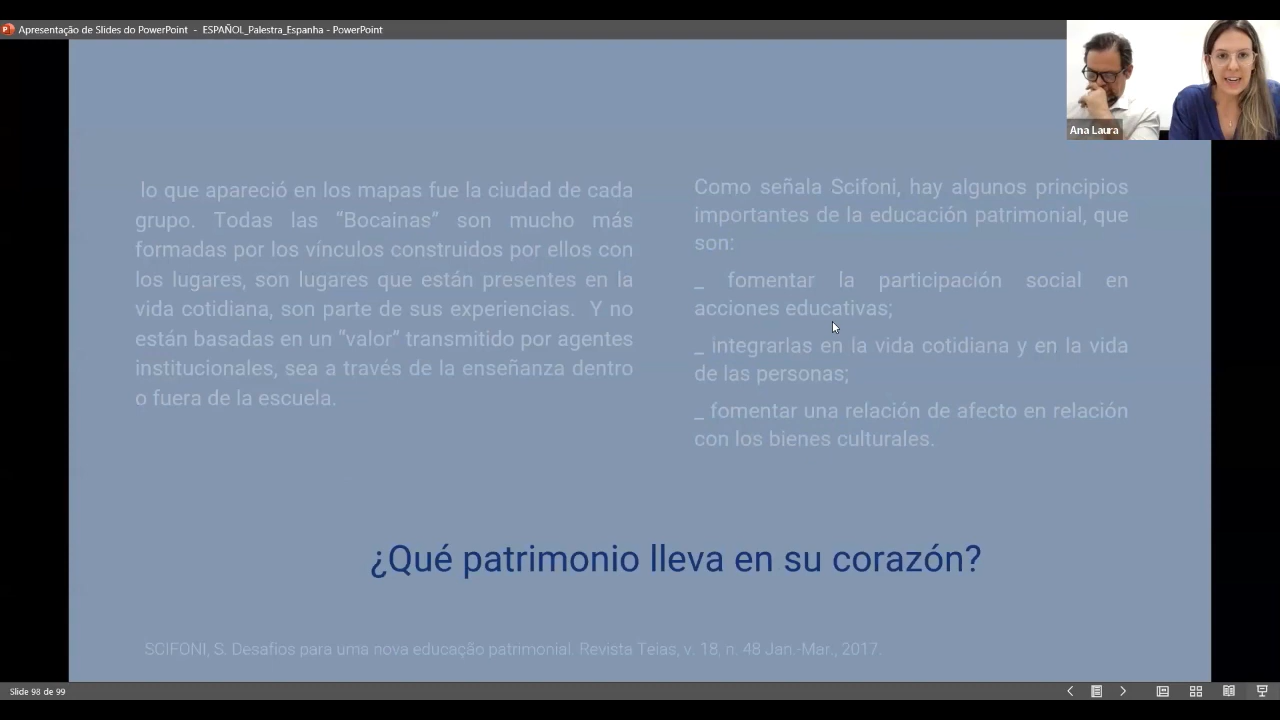 Apresentação de Slides do PowerPoint - ESPAÑOL_Palestra_Espanha - PowerPoint
Ana Laura
lo que apareció en los mapas fue la ciudad de cada
grupo. Todas las “Bocainas” son mucho más
formadas por los vínculos construidos por ellos con
los lugares, son lugares que están presentes en la
vida cotidiana, son parte de sus experiencias. Y no
están basadas en un “valor” transmitido por agentes
institucionales, sea a través de la enseñanza dentro
o fuera de la escuela.
Como señala Scifoni, hay algunos principios
importantes de la educación patrimonial, que
son:
_ fomentar la participación social en
acciones educativas;
_ integrarlas en la vida cotidiana y en la vida
de las personas;
_ fomentar una relación de afecto en relación
con los bienes culturales.
¿Qué patrimonio lleva en su corazón?
SCIFONI, S. Desafios para uma nova educação patrimonial. Revista Teias, v. 18, n. 48 Jan.-Mar., 2017.
Slide 98 de 99